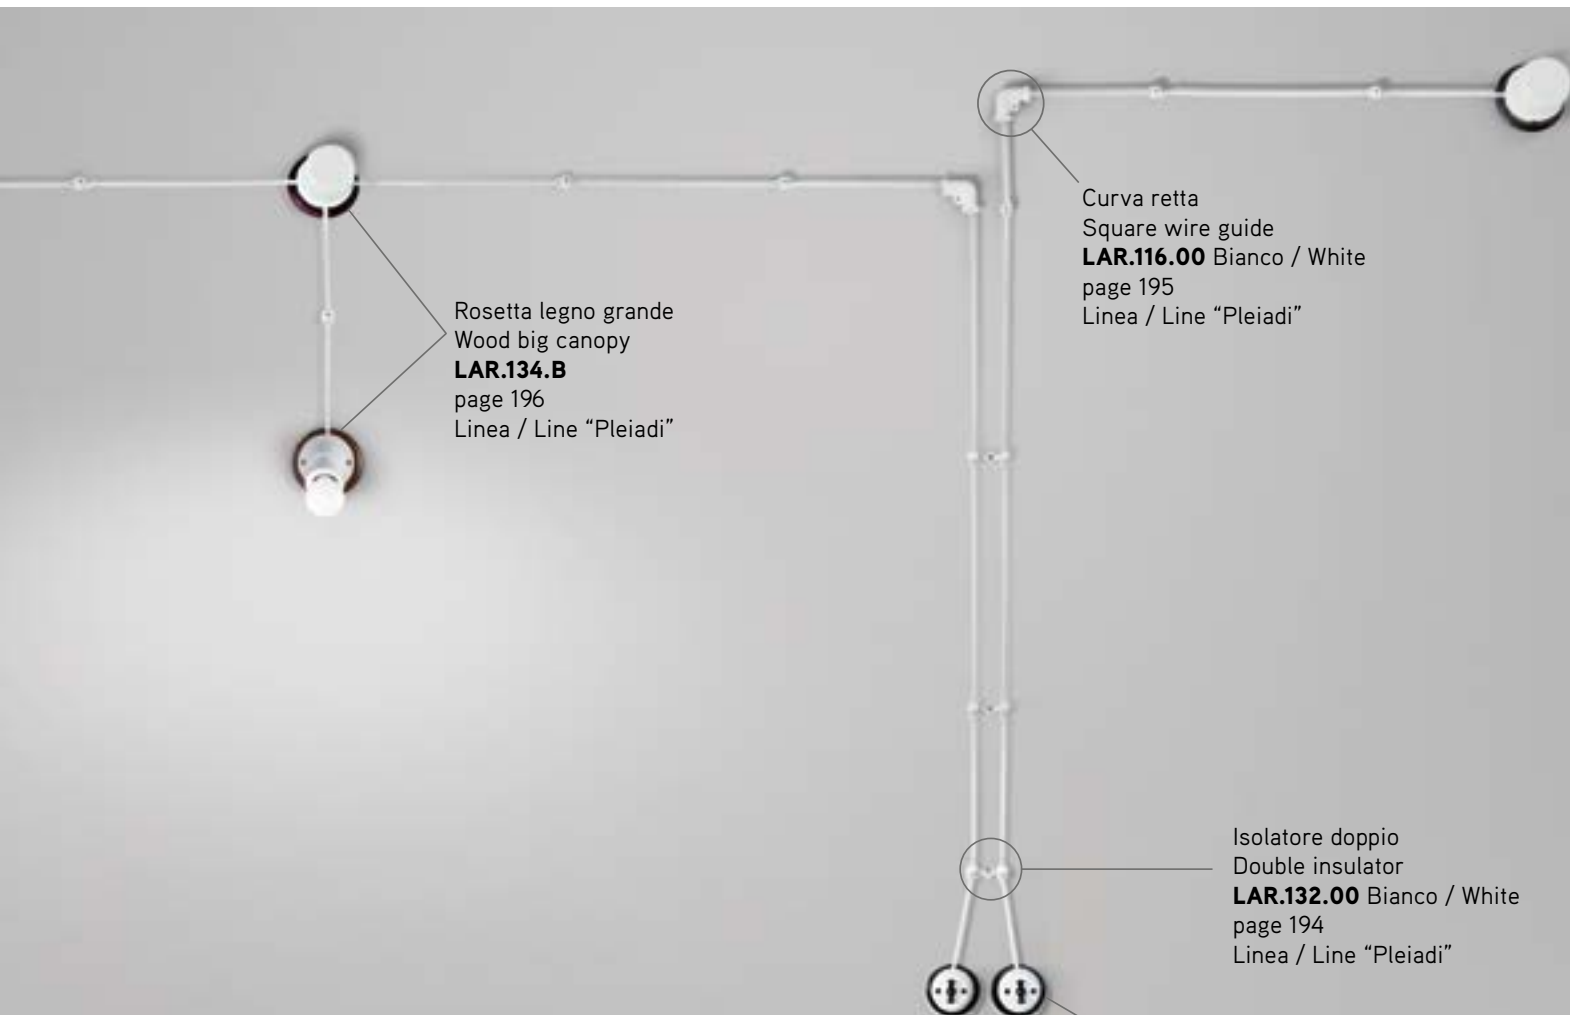 Curva retta
Square wire guide
LAR.116.00 Bianco / White
page 195
Linea / Line “Pleiadi”
Rosetta legno grande
Wood big canopy
LAR.134.B
page 196
Linea / Line “Pleiadi”
Isolatore doppio
Double insulator
LAR.132.00 Bianco / White
page 194
Linea / Line “Pleiadi”